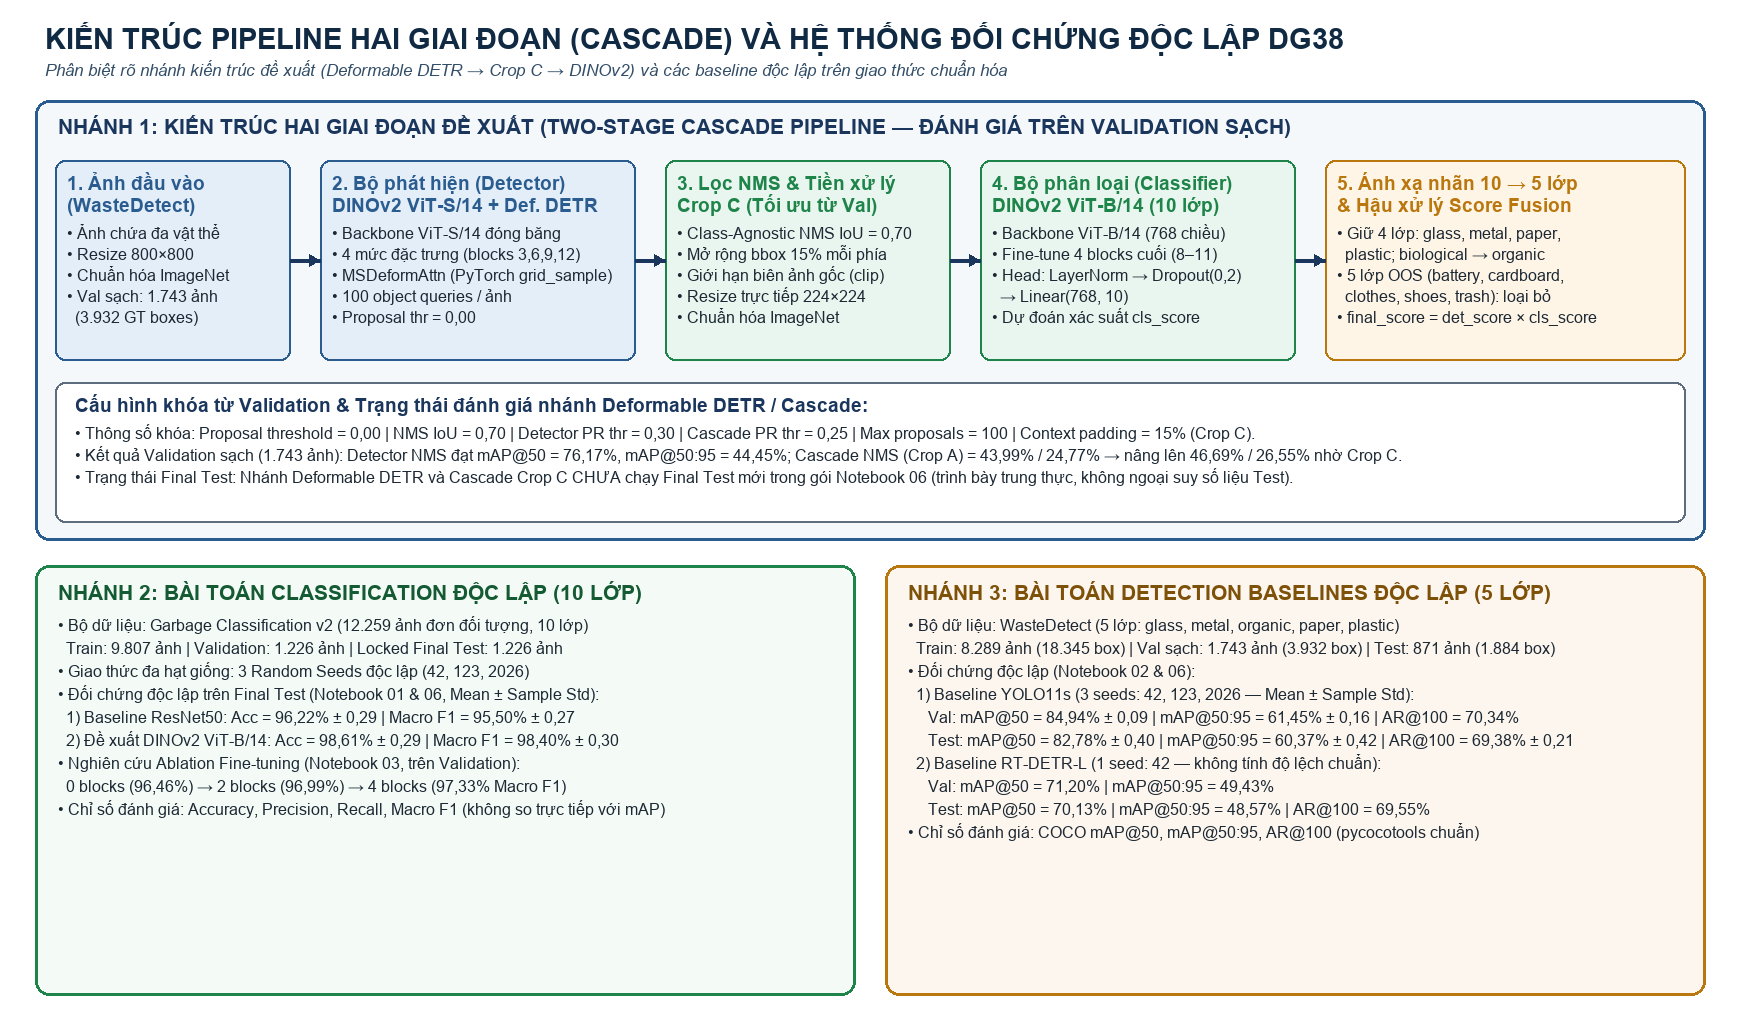 KIẾN TRÚC PIPELINE HAI GIAI ĐOẠN (CASCADE) VÀ HỆ THỐNG ĐỐI CHỨNG ĐỘC LẬP DG38
Phân biệt rõ nhánh kiến trúc đề xuất (Deformable DETR → Crop C → DINOv2) và các baseline độc lập trên giao thức chuẩn hóa
NHÁNH 1: KIẾN TRÚC HAI GIAI ĐOẠN ĐỀ XUẤT (TWO-STAGE CASCADE PIPELINE — ĐÁNH GIÁ TRÊN VALIDATION SẠCH)
1. Ảnh đầu vào
(WasteDetect)
• Ảnh chứa đa vật thể
• Resize 800×800
• Chuẩn hóa ImageNet
• Val sạch: 1.743 ảnh
(3.932 GT boxes)
2. Bộ phát hiện (Detector)
DINOv2 ViT-S/14 + Def. DETR
• Backbone ViT-S/14 đóng băng
• 4 mức đặc trưng (blocks 3,6,9,12)
• MSDeformAttn (PyTorch grid_sample)
• 100 object queries / ảnh
• Proposal thr = 0,00
3. Lọc NMS & Tiền xử lý
Crop C (Tối ưu từ Val)
• Class-Agnostic NMS IoU = 0,70
• Mở rộng bbox 15% mỗi phía
• Giới hạn biên ảnh gốc (clip)
• Resize trực tiếp 224×224
• Chuẩn hóa ImageNet
4. Bộ phân loại (Classifier)
DINOv2 ViT-B/14 (10 lớp)
• Backbone ViT-B/14 (768 chiều)
• Fine-tune 4 blocks cuối (8–11)
• Head: LayerNorm → Dropout(0,2)
→ Linear(768, 10)
• Dự đoán xác suất cls_score
5. Ánh xạ nhãn 10 → 5 lớp
& Hậu xử lý Score Fusion
• Giữ 4 lớp: glass, metal, paper,
plastic; biological → organic
• 5 lớp OOS (battery, cardboard,
clothes, shoes, trash): loại bỏ
• final_score = det_score × cls_score
Cấu hình khóa từ Validation & Trạng thái đánh giá nhánh Deformable DETR / Cascade:
• Thông số khóa: Proposal threshold = 0,00 | NMS IoU = 0,70 | Detector PR thr = 0,30 | Cascade PR thr = 0,25 | Max proposals = 100 | Context padding = 15% (Crop C).
• Kết quả Validation sạch (1.743 ảnh): Detector NMS đạt mAP@50 = 76,17%, mAP@50:95 = 44,45%; Cascade NMS (Crop A) = 43,99% / 24,77% → nâng lên 46,69% / 26,55% nhờ Crop C.
• Trạng thái Final Test: Nhánh Deformable DETR và Cascade Crop C CHƯA chạy Final Test mới trong gói Notebook 06 (trình bày trung thực, không ngoại suy số liệu Test).
NHÁNH 2: BÀI TOÁN CLASSIFICATION ĐỘC LẬP (10 LỚP)
• Bộ dữ liệu: Garbage Classification v2 (12.259 ảnh đơn đối tượng, 10 lớp)
Train: 9.807 ảnh | Validation: 1.226 ảnh | Locked Final Test: 1.226 ảnh
• Giao thức đa hạt giống: 3 Random Seeds độc lập (42, 123, 2026)
• Đối chứng độc lập trên Final Test (Notebook 01 & 06, Mean ± Sample Std):
1) Baseline ResNet50: Acc = 96,22% ± 0,29 | Macro F1 = 95,50% ± 0,27
2) Đề xuất DINOv2 ViT-B/14: Acc = 98,61% ± 0,29 | Macro F1 = 98,40% ± 0,30
• Nghiên cứu Ablation Fine-tuning (Notebook 03, trên Validation):
0 blocks (96,46%) → 2 blocks (96,99%) → 4 blocks (97,33% Macro F1)
• Chỉ số đánh giá: Accuracy, Precision, Recall, Macro F1 (không so trực tiếp với mAP)
NHÁNH 3: BÀI TOÁN DETECTION BASELINES ĐỘC LẬP (5 LỚP)
• Bộ dữ liệu: WasteDetect (5 lớp: glass, metal, organic, paper, plastic)
Train: 8.289 ảnh (18.345 box) | Val sạch: 1.743 ảnh (3.932 box) | Test: 871 ảnh (1.884 box)
• Đối chứng độc lập (Notebook 02 & 06):
1) Baseline YOLO11s (3 seeds: 42, 123, 2026 — Mean ± Sample Std):
Val: mAP@50 = 84,94% ± 0,09 | mAP@50:95 = 61,45% ± 0,16 | AR@100 = 70,34%
Test: mAP@50 = 82,78% ± 0,40 | mAP@50:95 = 60,37% ± 0,42 | AR@100 = 69,38% ± 0,21
2) Baseline RT-DETR-L (1 seed: 42 — không tính độ lệch chuẩn):
Val: mAP@50 = 71,20% | mAP@50:95 = 49,43%
Test: mAP@50 = 70,13% | mAP@50:95 = 48,57% | AR@100 = 69,55%
• Chỉ số đánh giá: COCO mAP@50, mAP@50:95, AR@100 (pycocotools chuẩn)